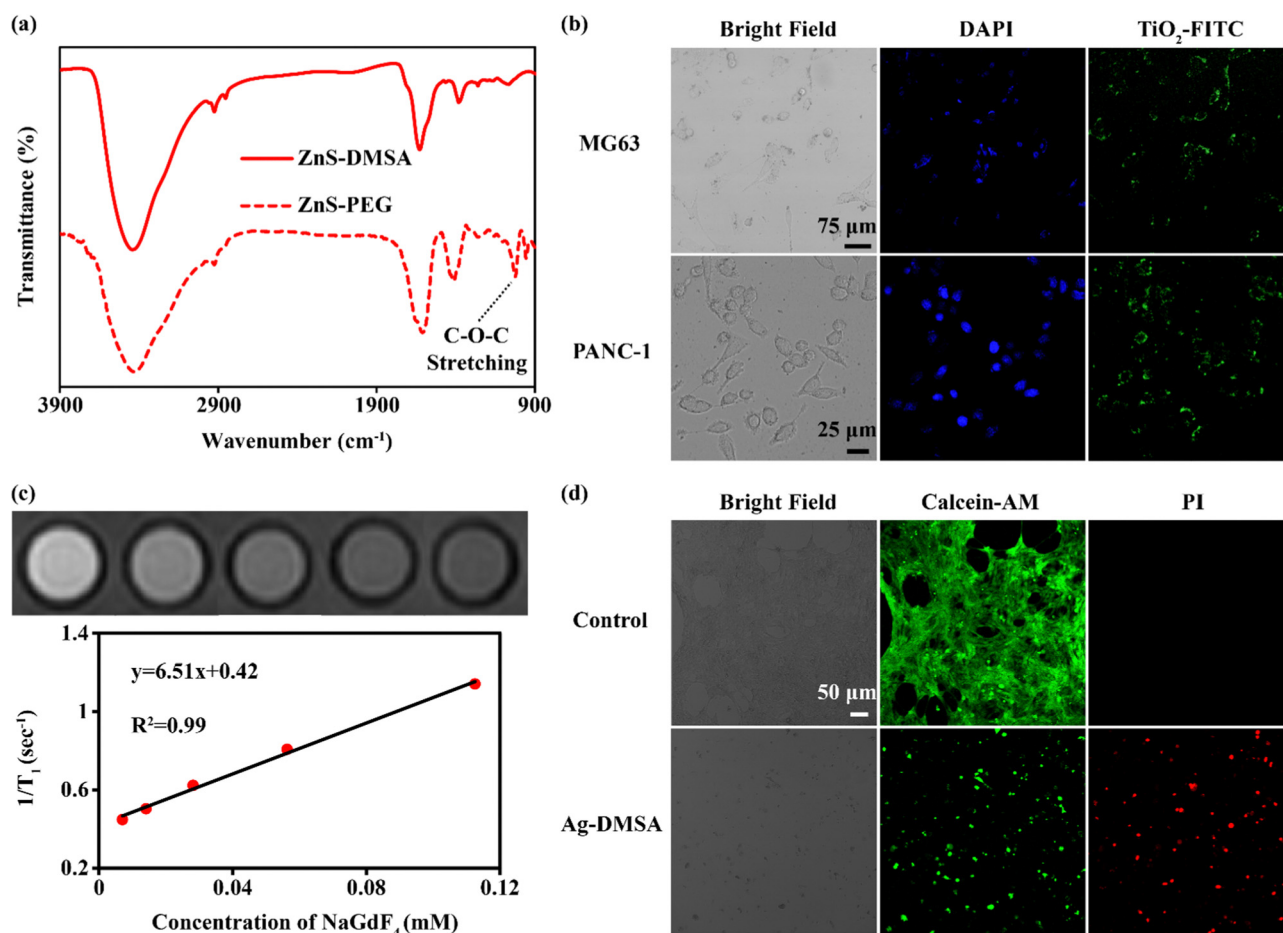 (a)
Transmittance (%)
ZnS-DMSA
ZnS-PEG
C-O-C
Stretching
3900 2900 1900 900
Wavenumber (cm⁻¹)
(b)
Bright Field DAPI TiO₂-FITC
MG63
75 μm
PANC-1
25 μm
(c)
1/T₁ (sec⁻¹)
1.4
1
0.6
0.2
y=6.51x+0.42
R²=0.99
0 0.04 0.08 0.12
Concentration of NaGdF₄ (mM)
(d)
Bright Field Calcein-AM PI
Control
50 μm
Ag-DMSA